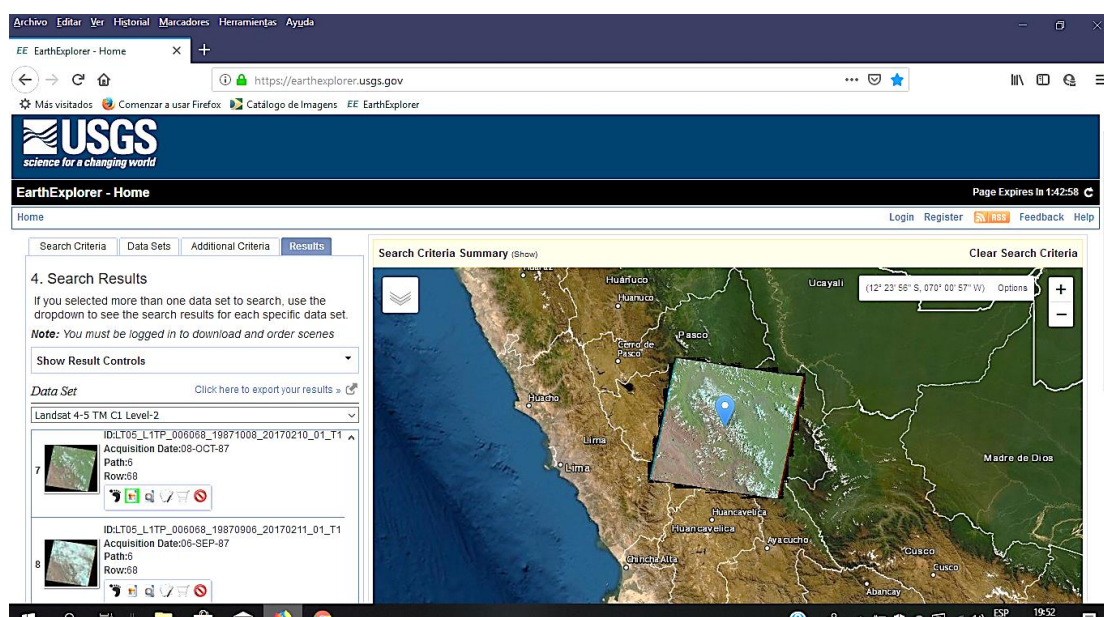 Archivo Editar Ver Historial Marcadores Herramientas Ayuda
EE EarthExplorer - Home
https://earthexplorer.usgs.gov
Más visitados Comenzar a usar Firefox Catálogo de Imagens EE EarthExplorer
USGS
science for a changing world
EarthExplorer - Home
Page Expires In 1:42:58
Home
Login Register RSS Feedback Help
Search Criteria Data Sets Additional Criteria Results
4. Search Results
If you selected more than one data set to search, use the
dropdown to see the search results for each specific data set.
Note: You must be logged in to download and order scenes
Show Result Controls
Data Set Click here to export your results »
Landsat 4-5 TM C1 Level-2
7
ID:LT05_L1TP_006068_19871008_20170210_01_T1
Acquisition Date:08-OCT-87
Path:6
Row:68
8
ID:LT05_L1TP_006068_19870906_20170211_01_T1
Acquisition Date:06-SEP-87
Path:6
Row:68
Search Criteria Summary (Show) Clear Search Criteria
(12° 23' 56" S, 070° 00' 57" W) Options
+
−
Huaraz
Huánuco
Huanuco
Ucayali
Pasco
Cerro de
Pasco
Huacho
Lima
Lima
Madre de Dios
Huancavelica
Huancavelica
Ayacucho
Chincha Alta
Cusco
Cusco
Abancay
ESP 19:52